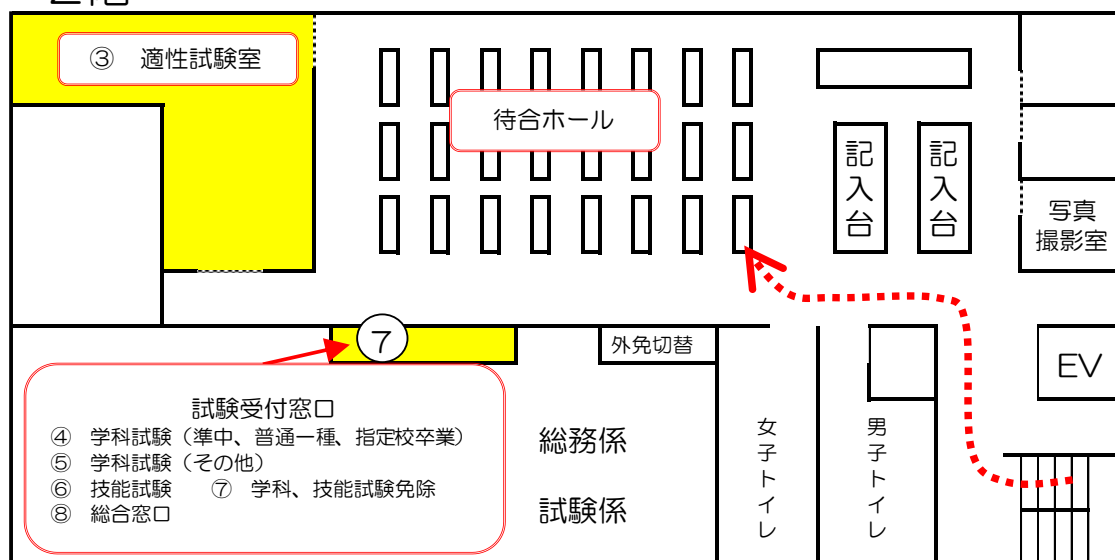 2階
③ 適性試験室
待合ホール
記入台
記入台
写真
撮影室
⑦
外免切替
EV
試験受付窓口
④ 学科試験（準中、普通一種、指定校卒業）
⑤ 学科試験（その他）
⑥ 技能試験 ⑦ 学科、技能試験免除
⑧ 総合窓口
総務係
試験係
女子トイレ
男子トイレ